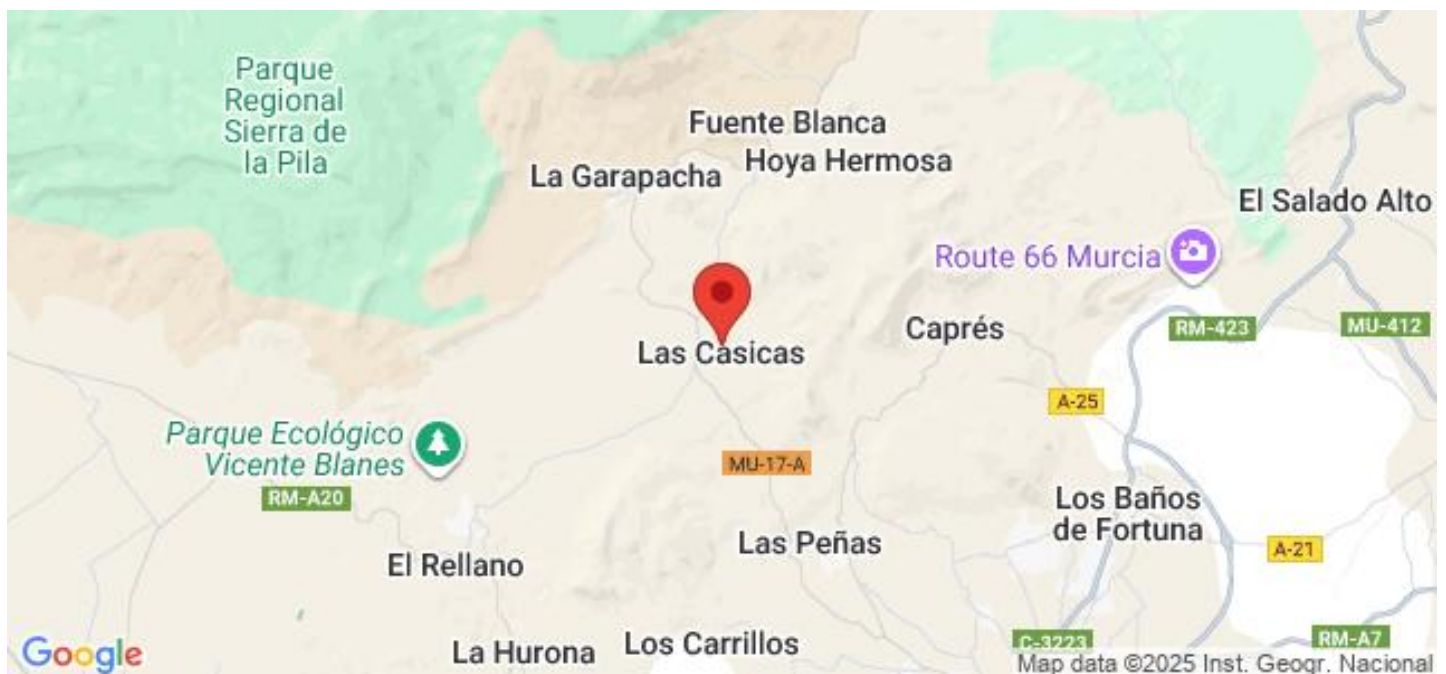 Parque
Regional
Sierra de
la Pila
Fuente Blanca
Hoya Hermosa
La Garapacha
El Salado Alto
Route 66 Murcia
RM-423
MU-412
Caprés
Las Casicas
A-25
Parque Ecológico
Vicente Blanes
MU-17-A
RM-A20
Los Baños
de Fortuna
Las Peñas
A-21
El Rellano
C-3223
RM-A7
Los Carrillos
La Hurona
Google
Map data ©2025 Inst. Geogr. Nacional